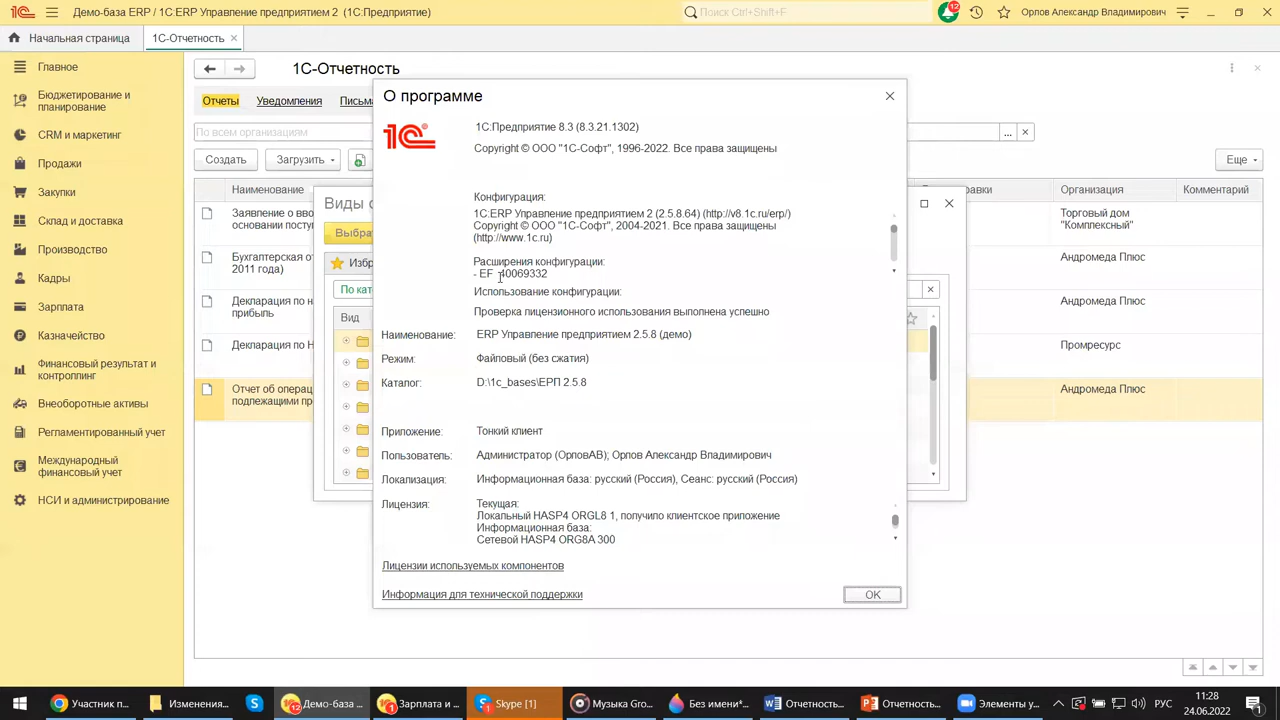 Демо-база ERP / 1С:ERP Управление предприятием 2 (1С:Предприятие)
Поиск Ctrl+Shift+F
12
Орлов Александр Владимирович
Начальная страница
1С-Отчетность
Главное
Бюджетирование и
планирование
CRM и маркетинг
Продажи
Закупки
Склад и доставка
Производство
Кадры
Зарплата
Казначейство
Финансовый результат и
контроллинг
Внеоборотные активы
Регламентированный учет
Международный
финансовый учет
НСИ и администрирование
1С-Отчетность
Отчеты
Уведомления
Письма
По всем организациям
...
Создать
Загрузить
Еще
Наименование
Организация
Комментарий
Заявление о вво
основании посту
Торговый дом
"Комплексный"
Бухгалтерская о
2011 года)
Андромеда Плюс
Декларация по н
прибыль
Андромеда Плюс
Декларация по Н
Промресурс
Отчет об операц
подлежащими пр
Андромеда Плюс
Виды о
Выбра
Избр
По кат
Вид
О программе
1С
1С:Предприятие 8.3 (8.3.21.1302)
Copyright © ООО "1С-Софт", 1996-2022. Все права защищены
Конфигурация:
1С:ERP Управление предприятием 2 (2.5.8.64) (http://v8.1c.ru/erp/)
Copyright © ООО "1С-Софт", 2004-2021. Все права защищены
(http://www.1c.ru)
Расширения конфигурации:
- EF_40069332
Использование конфигурации:
Проверка лицензионного использования выполнена успешно
Наименование: ERP Управление предприятием 2.5.8 (демо)
Режим: Файловый (без сжатия)
Каталог: D:\1c_bases\ЕРП 2.5.8
Приложение: Тонкий клиент
Пользователь: Администратор (ОрловАВ); Орлов Александр Владимирович
Локализация: Информационная база: русский (Россия), Сеанс: русский (Россия)
Лицензия: Текущая:
Локальный HASP4 ORGL8 1, получило клиентское приложение
Информационная база:
Сетевой HASP4 ORG8A 300
Лицензии используемых компонентов
Информация для технической поддержки
OK
Участник п...
Изменения...
Демо-база ...
12
Зарплата и ...
1
Skype [1]
Музыка Gro...
Без имени*...
Отчетность...
Отчетность...
Элементы у...
РУС
11:28
24.06.2022